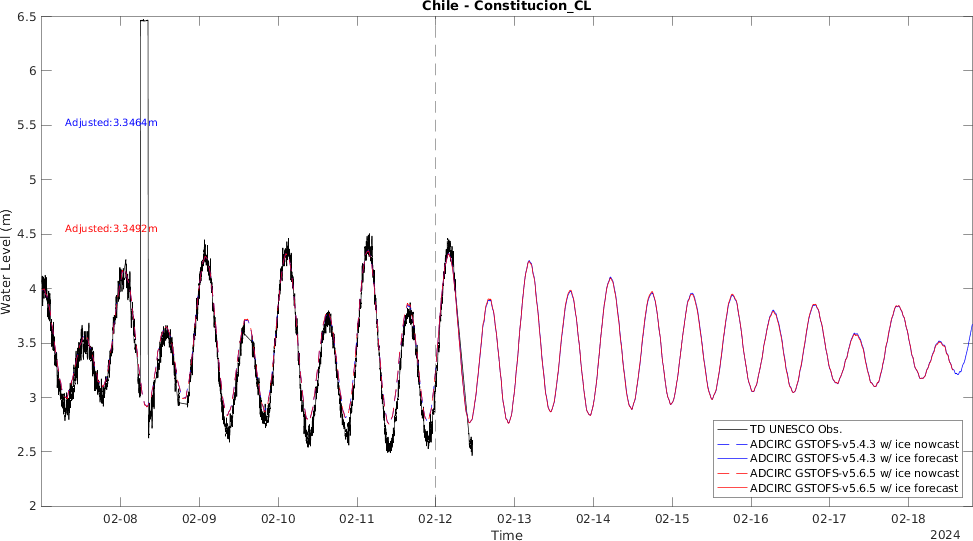 Chile - Constitucion_CL
6.5
6
5.5
5
4.5
4
3.5
3
2.5
2
Water Level (m)
Adjusted:3.3464m
Adjusted:3.3492m
TD UNESCO Obs.
ADCIRC GSTOFS-v5.4.3 w/ ice nowcast
ADCIRC GSTOFS-v5.4.3 w/ ice forecast
ADCIRC GSTOFS-v5.6.5 w/ ice nowcast
ADCIRC GSTOFS-v5.6.5 w/ ice forecast
02-08 02-09 02-10 02-11 02-12 02-13 02-14 02-15 02-16 02-17 02-18
Time
2024